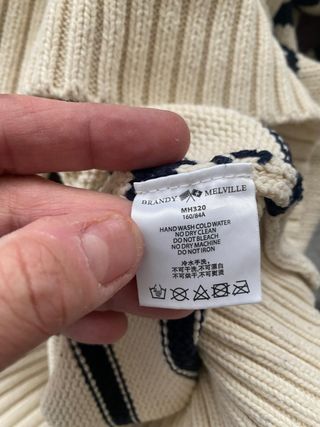 BRANDY MELVILLE
MH320
160/84A
HAND WASH COLD WATER
NO DRY CLEAN
DO NOT BLEACH
NO DRY MACHINE
DO NOT IRON
冷水手洗,
不可干洗,不可漂白
不可烘干,不可熨烫